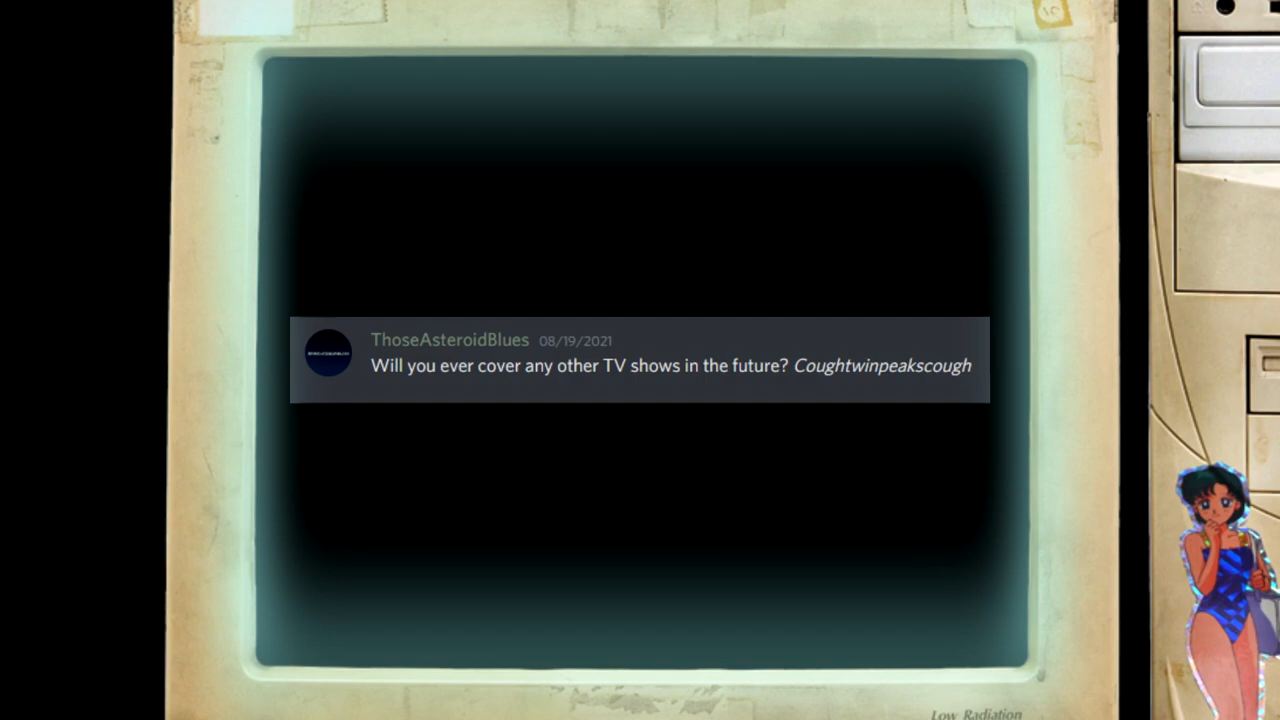 ThoseAsteroidBlues 08/19/2021
Will you ever cover any other TV shows in the future? Coughtwinpeakscough
Low Radiation